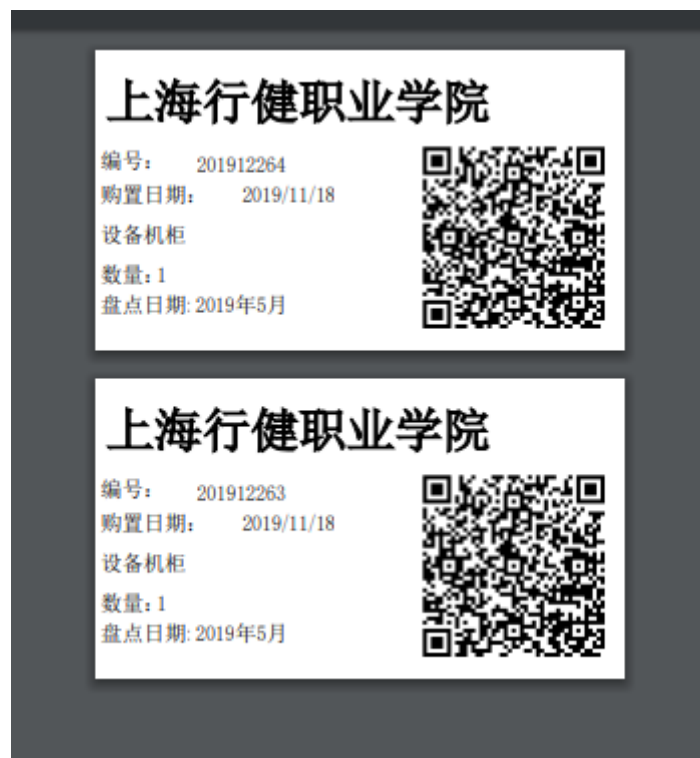 上海行健职业学院
编号： 201912264
购置日期： 2019/11/18
设备机柜
数量：1
盘点日期: 2019年5月
上海行健职业学院
编号： 201912263
购置日期： 2019/11/18
设备机柜
数量：1
盘点日期: 2019年5月